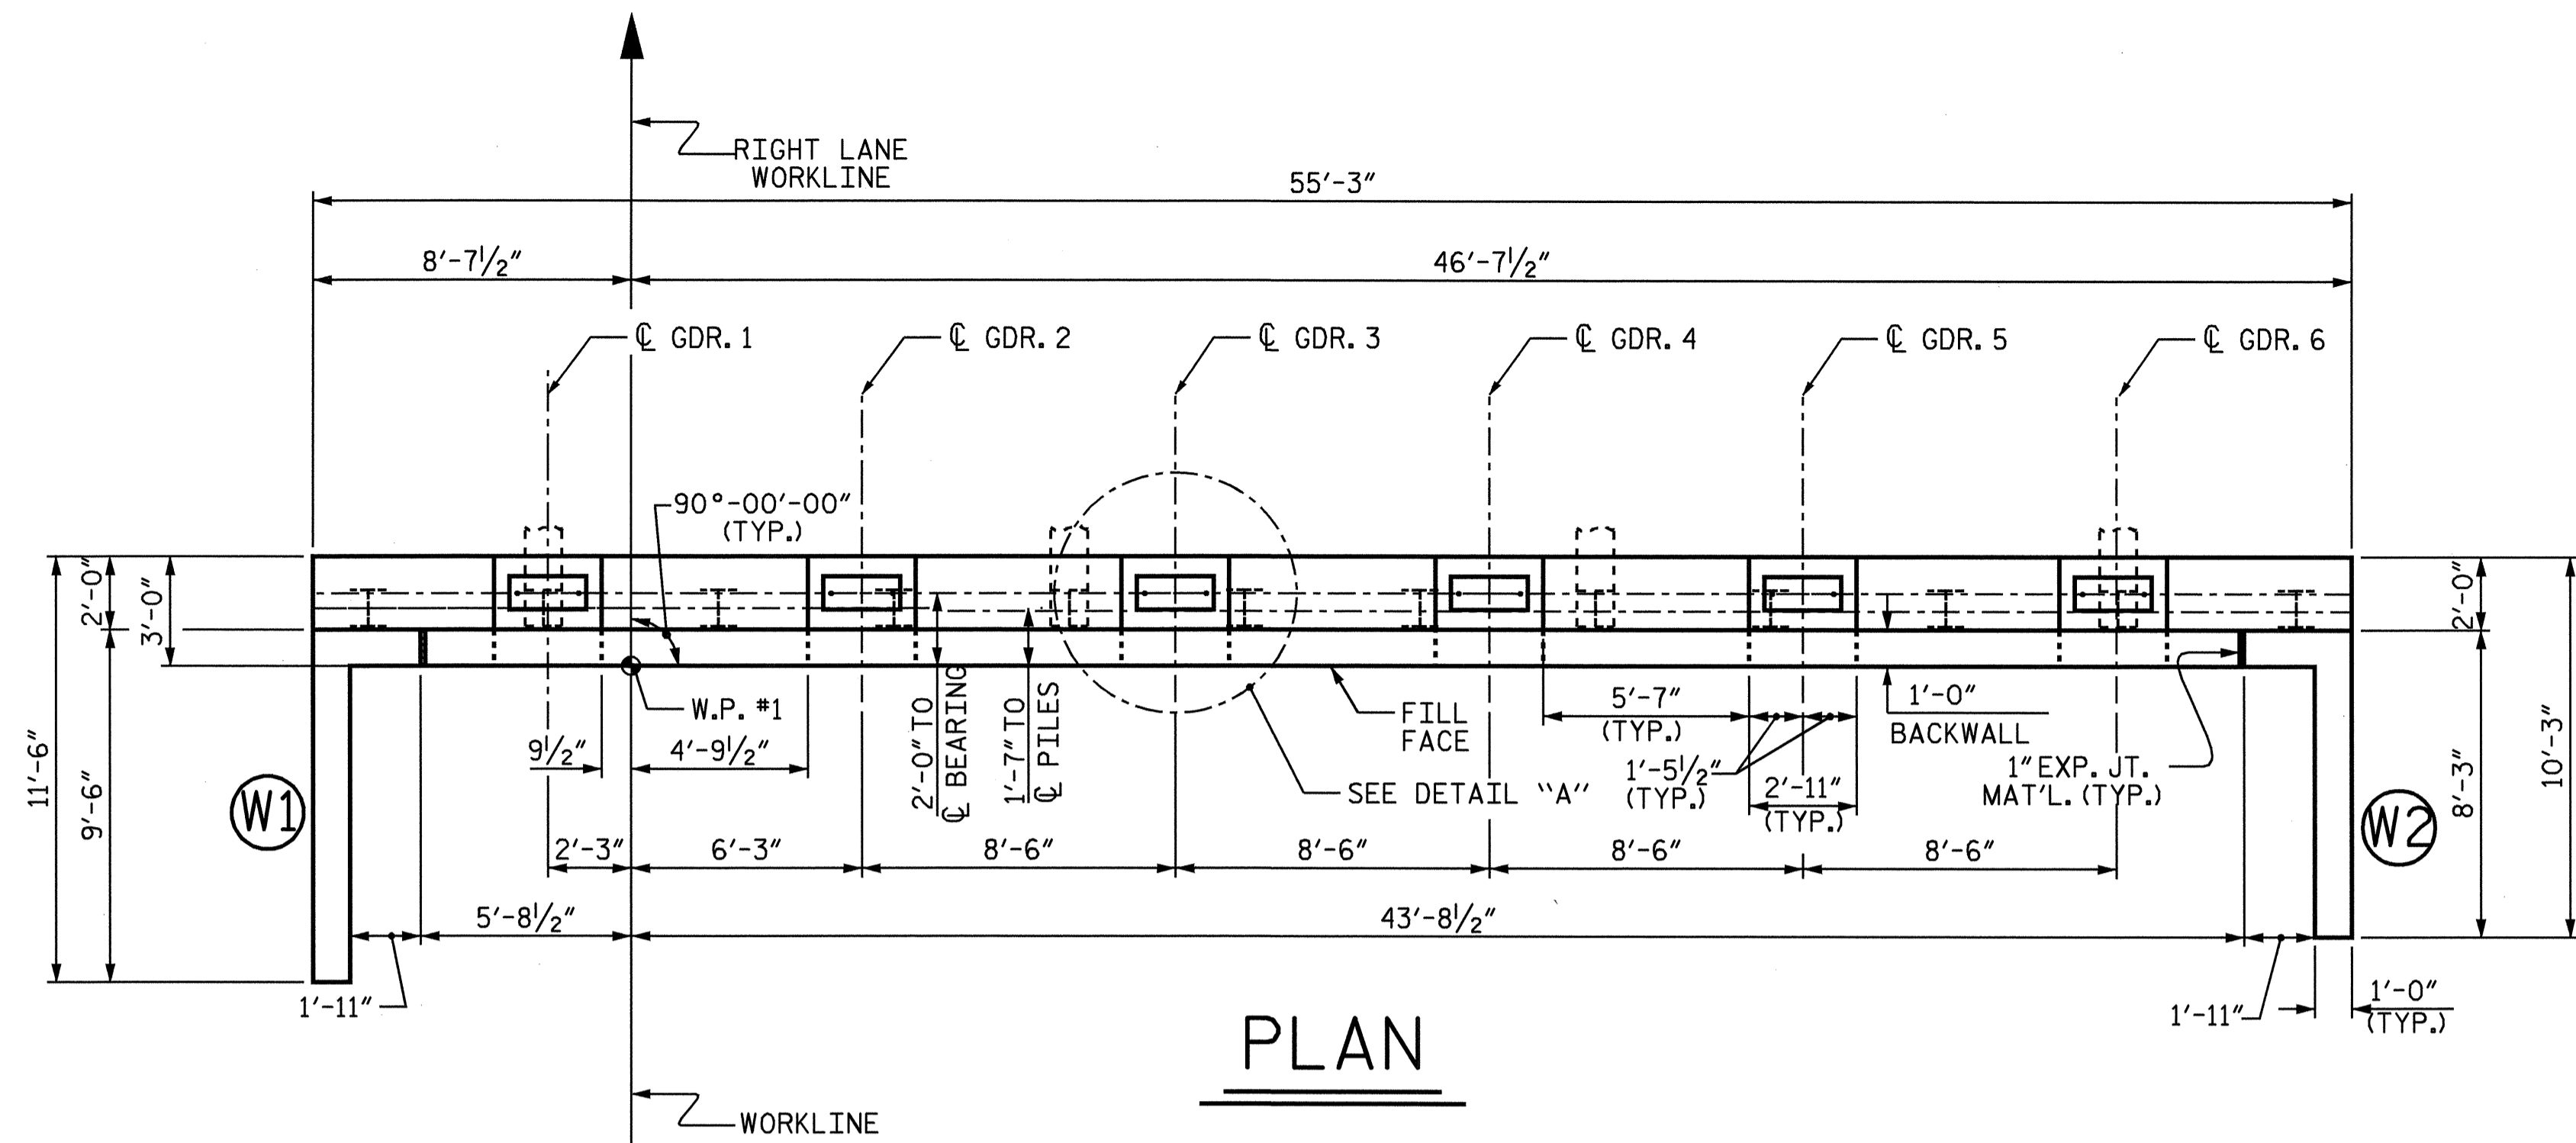 RIGHT LANE
WORKLINE
55'-3"
8'-7½"
46'-7½"
℄ GDR. 1
℄ GDR. 2
℄ GDR. 3
℄ GDR. 4
℄ GDR. 5
℄ GDR. 6
90°-00'-00"
(TYP.)
11'-6"
2'-0"
9'-6"
3'-0"
W1
W.P. #1
9½"
4'-9½"
2'-0" TO
℄ BEARING
1'-7" TO
℄ PILES
FILL
FACE
SEE DETAIL "A"
5'-7"
(TYP.)
1'-5½"
(TYP.)
2'-11"
(TYP.)
1'-0"
BACKWALL
1" EXP. JT.
MAT'L. (TYP.)
W2
2'-0"
8'-3"
10'-3"
2'-3"
6'-3"
8'-6"
8'-6"
8'-6"
8'-6"
5'-8½"
43'-8½"
1'-11"
1'-11"
1'-0"
(TYP.)
PLAN
WORKLINE